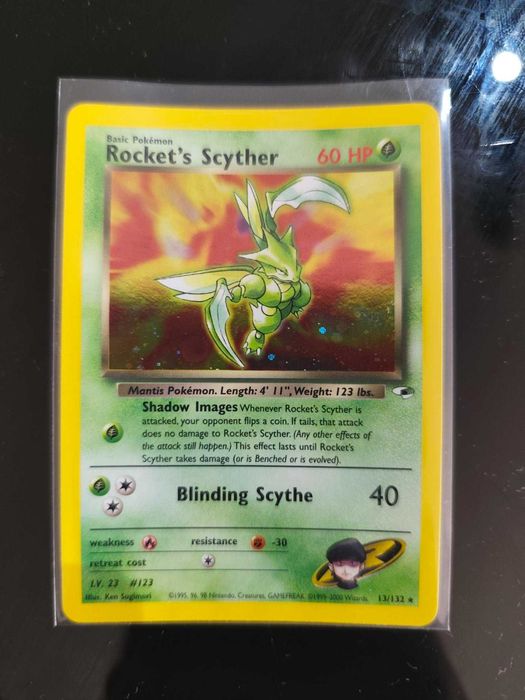 Basic Pokémon
Rocket's Scyther 60 HP
Mantis Pokémon. Length: 4' 11", Weight: 123 lbs.
Shadow Images Whenever Rocket's Scyther is
attacked, your opponent flips a coin. If tails, that attack
does no damage to Rocket's Scyther. (Any other effects of
the attack still happen.) This effect lasts until Rocket's
Scyther takes damage (or is Benched or is evolved).
Blinding Scythe 40
weakness resistance -30
retreat cost
LV. 23 #123
Illus. Ken Sugimori ©1995, 96, 98 Nintendo, Creatures, GAMEFREAK. ©1999-2000 Wizards. 13/132 ★